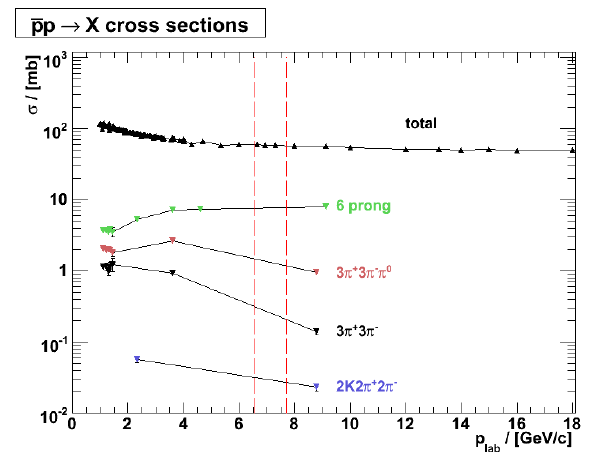 p̅p → X cross sections
σ / [mb]
10³
10²
10
1
10⁻¹
10⁻²
total
6 prong
3π⁺3π⁻π⁰
3π⁺3π⁻
2K2π⁺2π⁻
0 2 4 6 8 10 12 14 16 18
p_lab / [GeV/c]